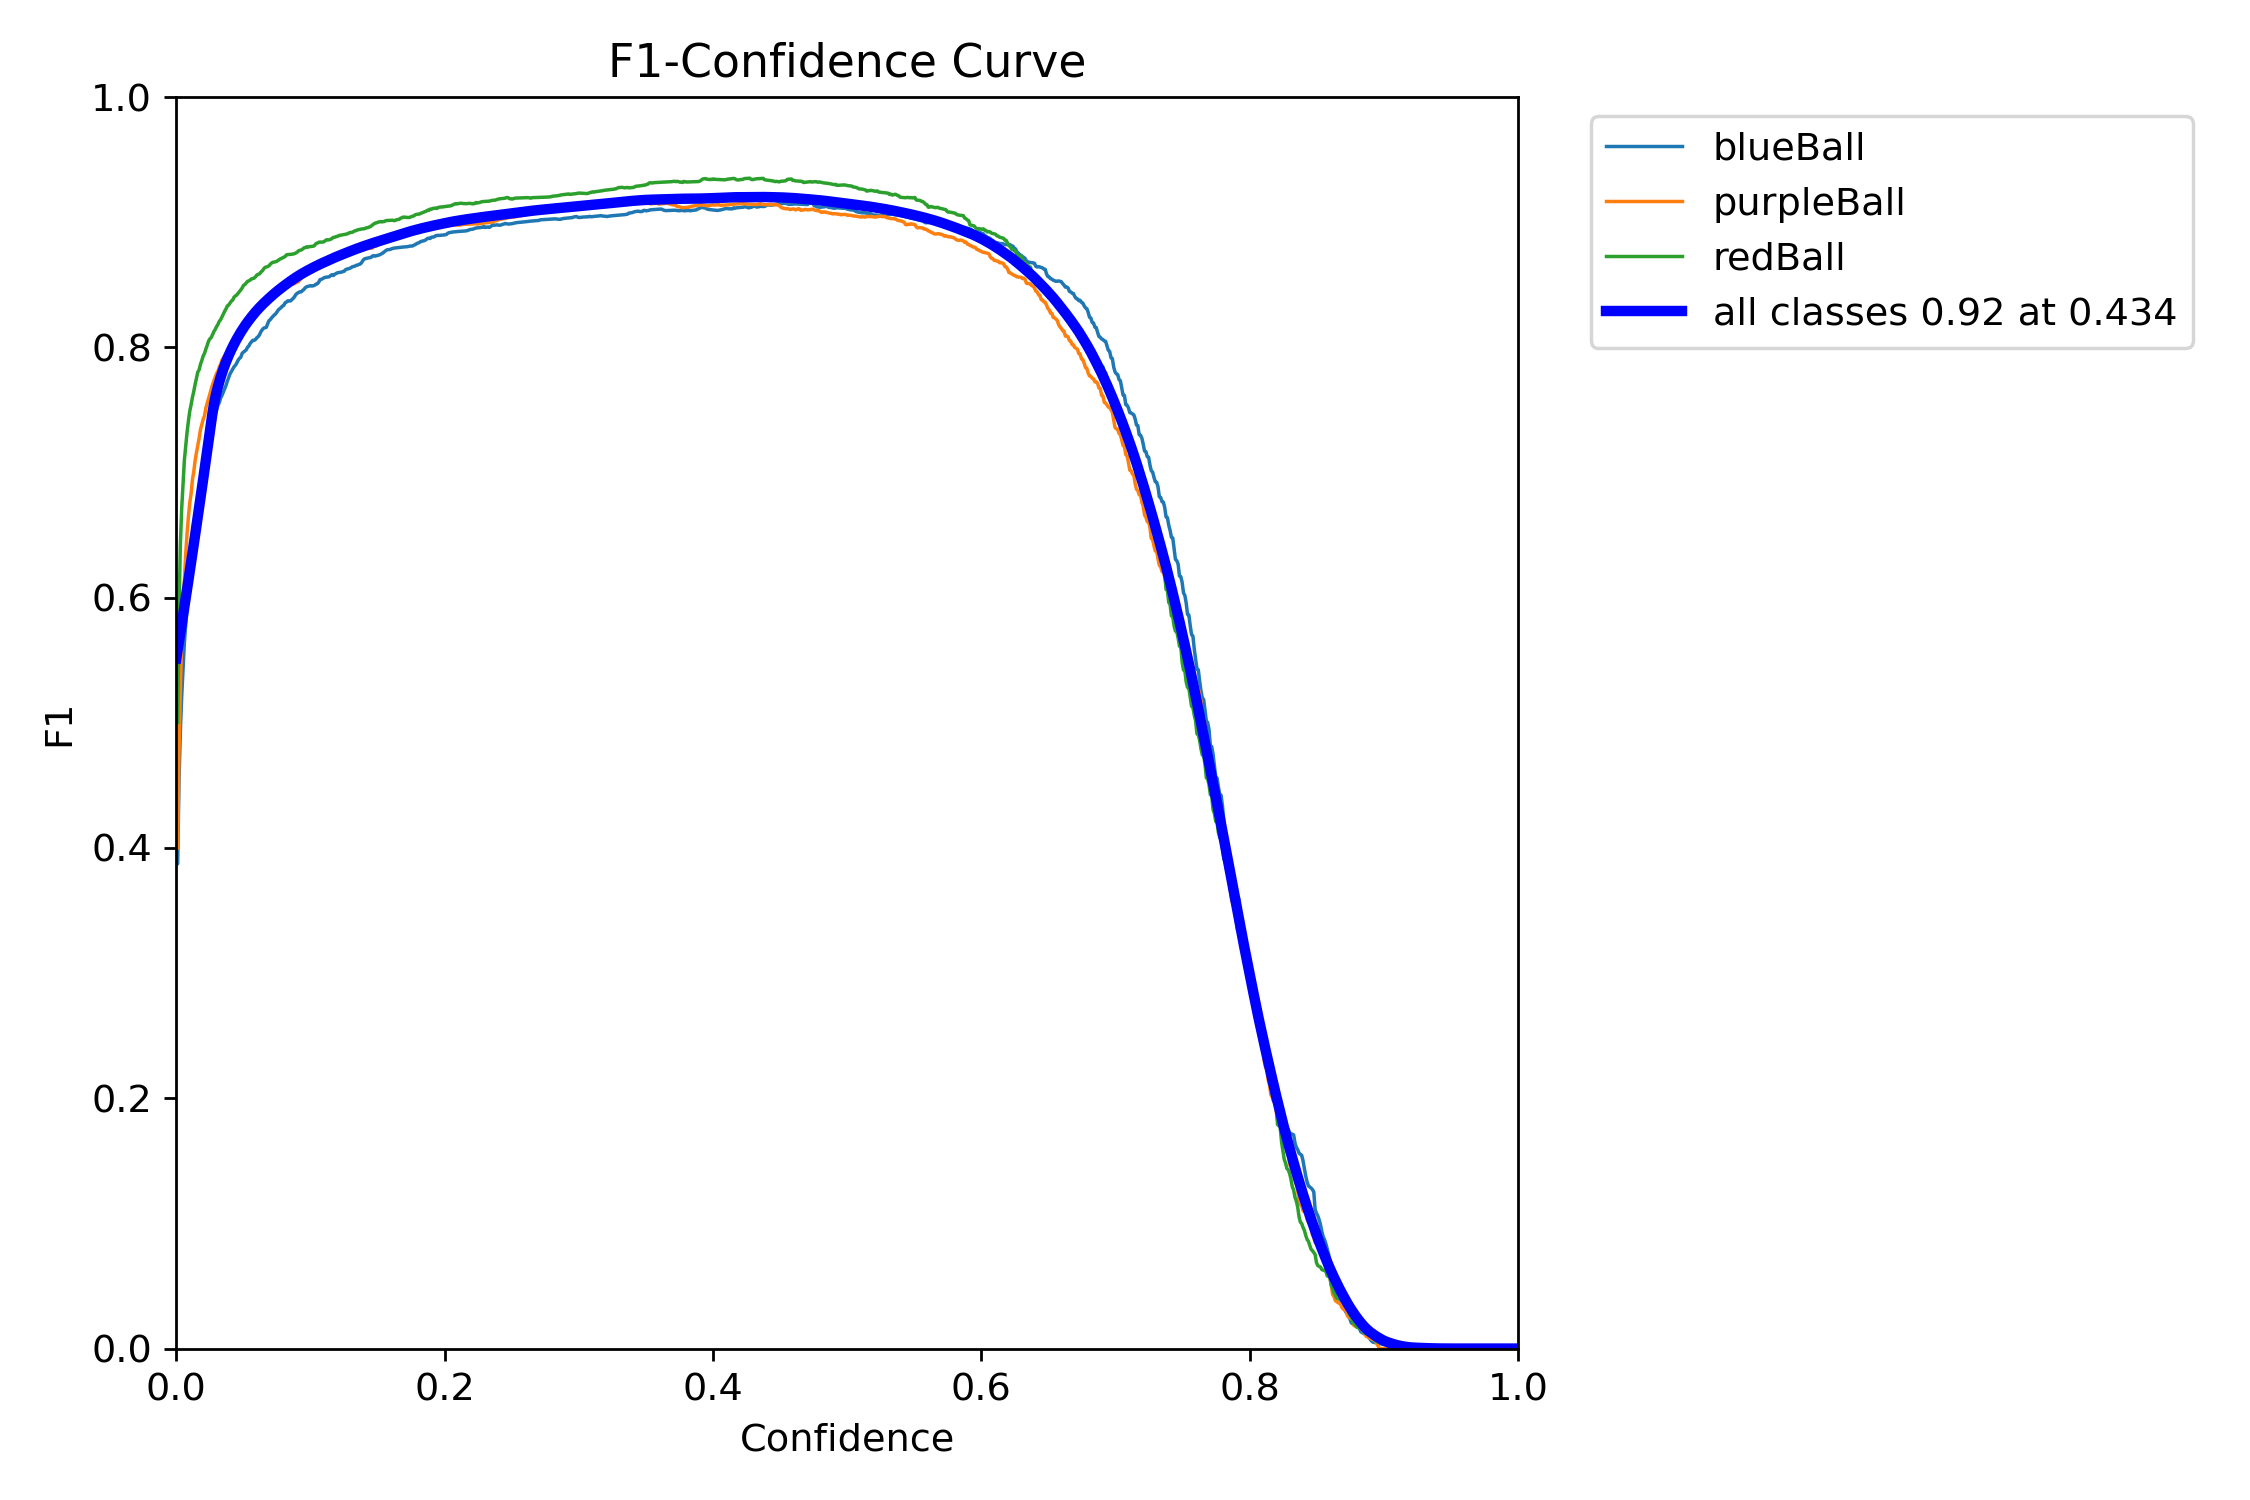 F1-Confidence Curve
1.0
0.8
0.6
0.4
0.2
0.0
F1
0.0 0.2 0.4 0.6 0.8 1.0
Confidence
blueBall
purpleBall
redBall
all classes 0.92 at 0.434